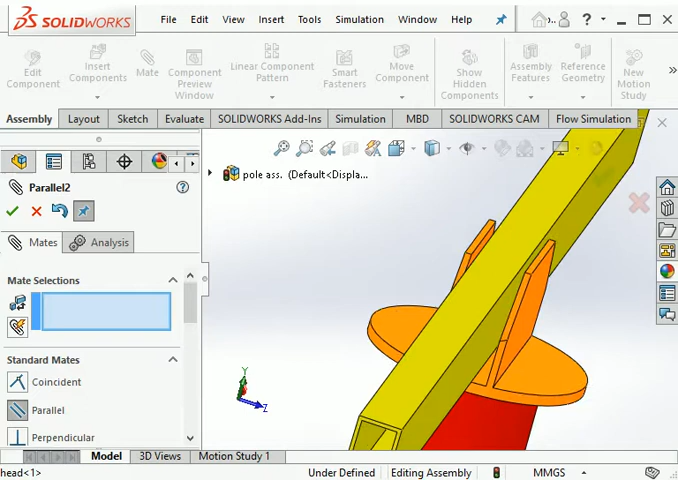 SOLIDWORKS File Edit View Insert Tools Simulation Window Help ... ?
Edit Component
Insert Components
Mate
Component Preview Window
Linear Component Pattern
Smart Fasteners
Move Component
Show Hidden Components
Assembly Features
Reference Geometry
New Motion Study
Assembly Layout Sketch Evaluate SOLIDWORKS Add-Ins Simulation MBD SOLIDWORKS CAM Flow Simulation
pole ass. (Default<Displa...
Parallel2
Mates Analysis
Mate Selections
Standard Mates
Coincident
Parallel
Perpendicular
Y
Z
Model 3D Views Motion Study 1
head<1> Under Defined Editing Assembly MMGS